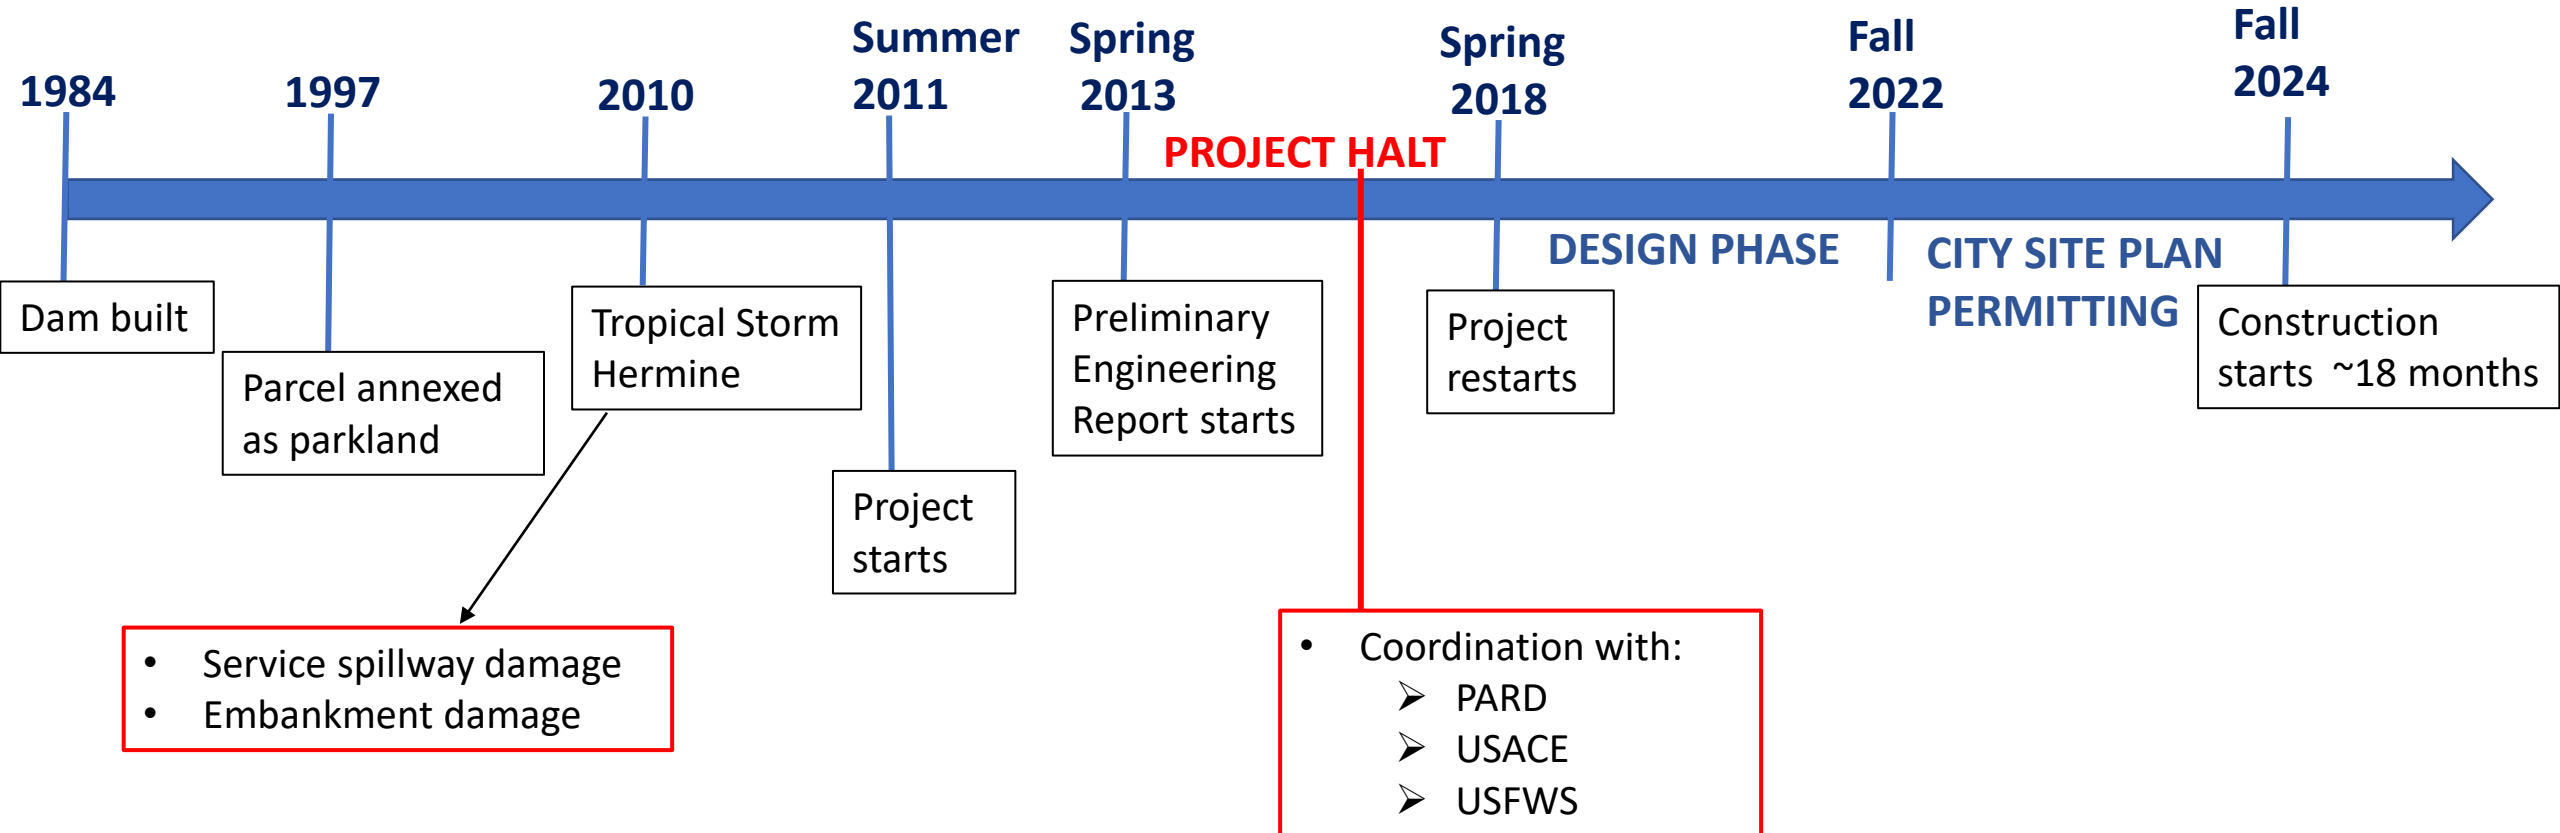 1984
1997
2010
Summer
2011
Spring
2013
Spring
2018
Fall
2022
Fall
2024
PROJECT HALT
DESIGN PHASE
CITY SITE PLAN
PERMITTING
Dam built
Parcel annexed
as parkland
Tropical Storm
Hermine
Project
starts
Preliminary
Engineering
Report starts
Project
restarts
Construction
starts ~18 months
• Service spillway damage
• Embankment damage
• Coordination with:
➢ PARD
➢ USACE
➢ USFWS